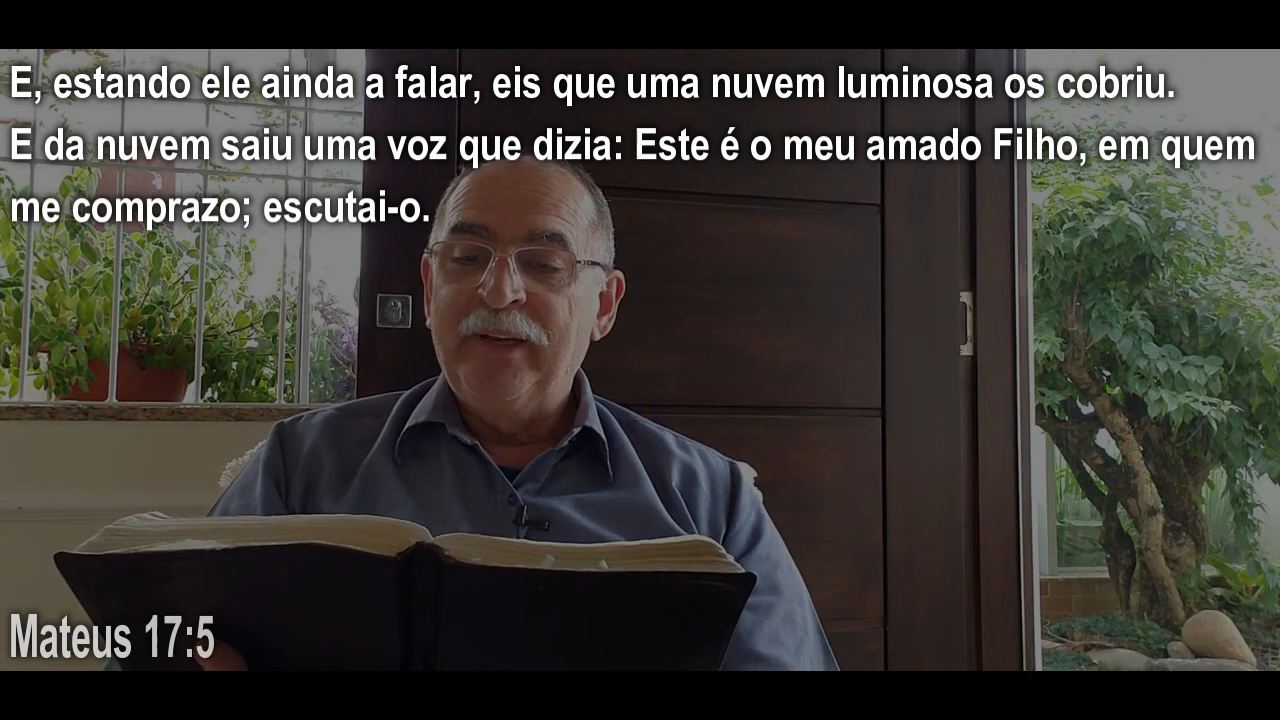 E, estando ele ainda a falar, eis que uma nuvem luminosa os cobriu.
E da nuvem saiu uma voz que dizia: Este é o meu amado Filho, em quem
me comprazo; escutai-o.
Mateus 17:5